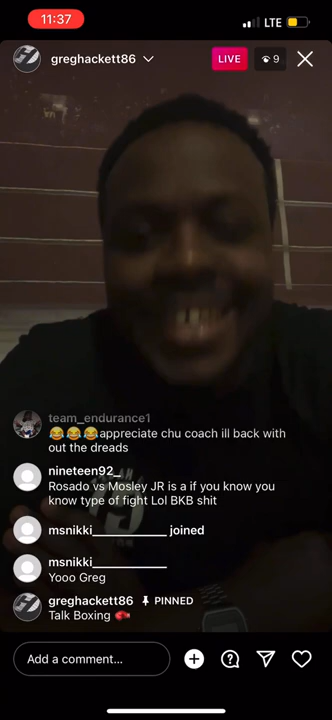 11:37
LTE
greghackett86
LIVE
9
team_endurance1
😂😂😂appreciate chu coach ill back with
out the dreads
nineteen92_
Rosado vs Mosley JR is a if you know you
know type of fight Lol BKB shit
msnikki______________ joined
msnikki______________
Yooo Greg
greghackett86 PINNED
Talk Boxing 🥊
Add a comment...